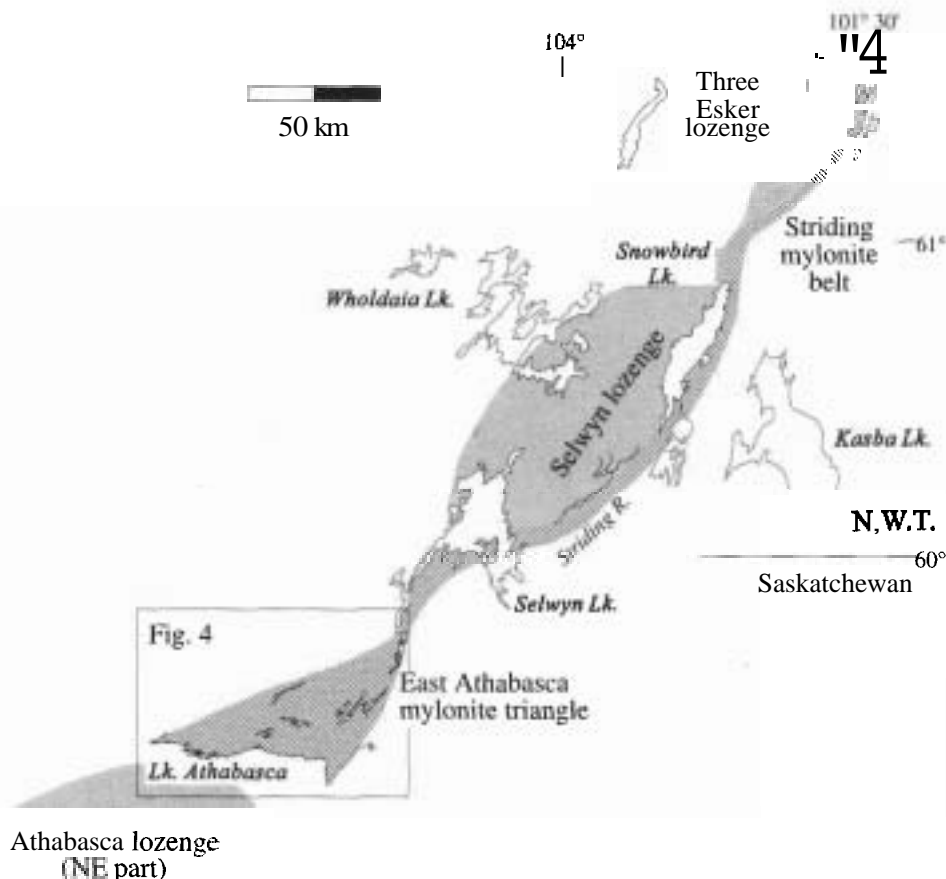 101° 30'
104°
"4
Three
Esker
lozenge
50 km
Striding
mylonite
belt
61°
Snowbird
Lk.
Wholdaia Lk.
Selwyn lozenge
Kasba Lk.
N.W.T.
Striding R.
60°
Saskatchewan
Selwyn Lk.
Fig. 4
East Athabasca
mylonite triangle
Lk. Athabasca
Athabasca lozenge
(NE part)